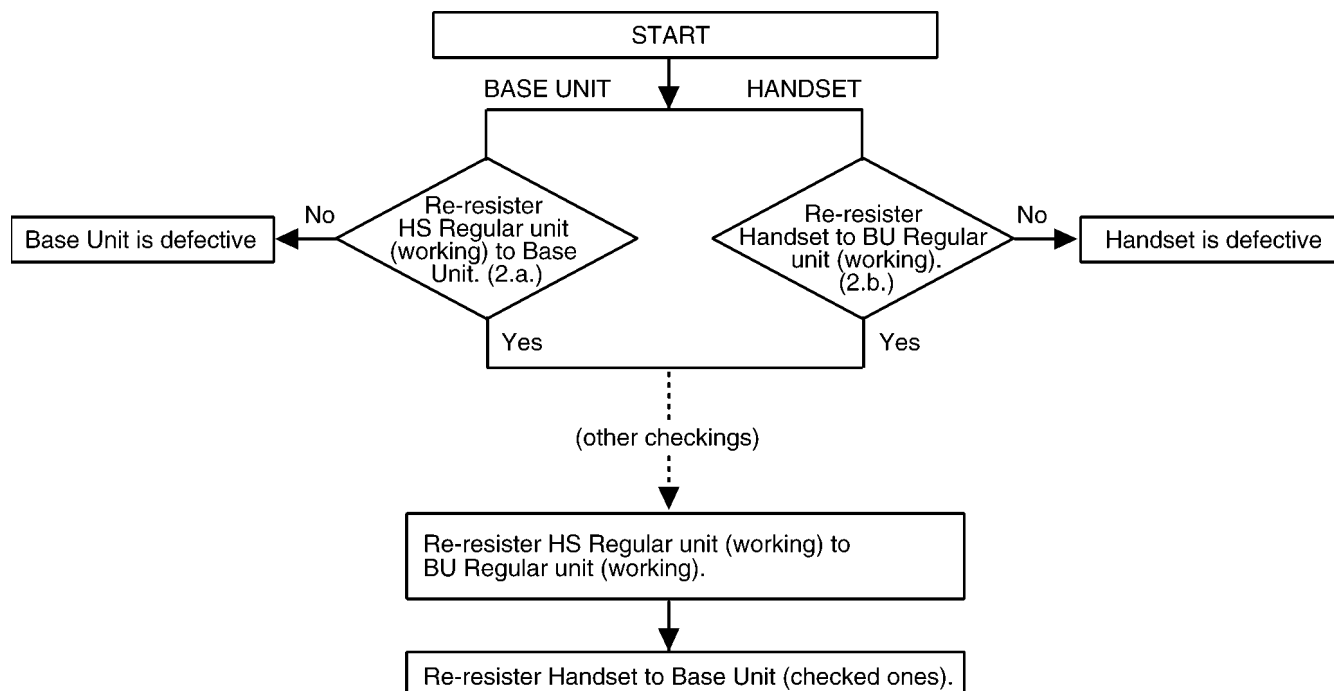 START
BASE UNIT
HANDSET
Re-resister
HS Regular unit
(working) to Base
Unit. (2.a.)
No
Base Unit is defective
Yes
Re-resister
Handset to BU Regular
unit (working).
(2.b.)
No
Handset is defective
Yes
(other checkings)
Re-resister HS Regular unit (working) to
BU Regular unit (working).
Re-resister Handset to Base Unit (checked ones).